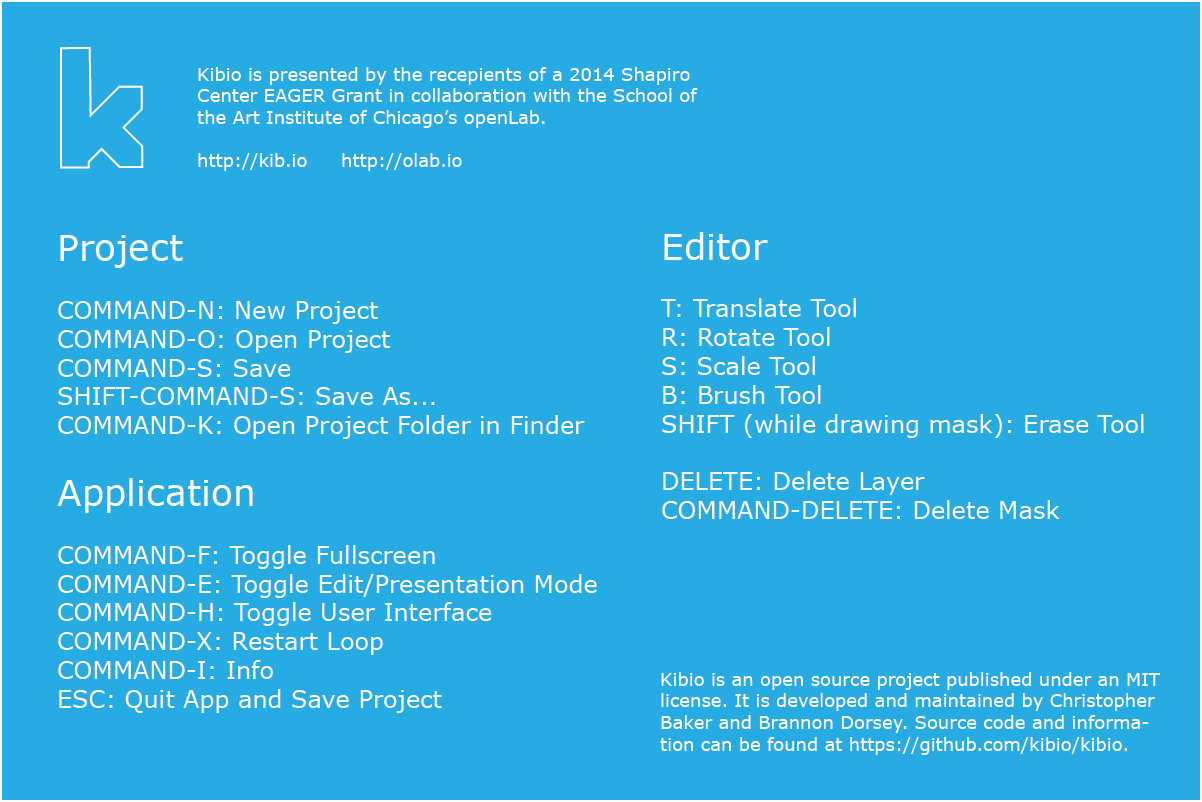 k
Kibio is presented by the recepients of a 2014 Shapiro
Center EAGER Grant in collaboration with the School of
the Art Institute of Chicago’s openLab.
http://kib.io http://olab.io
Project
COMMAND-N: New Project
COMMAND-O: Open Project
COMMAND-S: Save
SHIFT-COMMAND-S: Save As...
COMMAND-K: Open Project Folder in Finder
Application
COMMAND-F: Toggle Fullscreen
COMMAND-E: Toggle Edit/Presentation Mode
COMMAND-H: Toggle User Interface
COMMAND-X: Restart Loop
COMMAND-I: Info
ESC: Quit App and Save Project
Editor
T: Translate Tool
R: Rotate Tool
S: Scale Tool
B: Brush Tool
SHIFT (while drawing mask): Erase Tool
DELETE: Delete Layer
COMMAND-DELETE: Delete Mask
Kibio is an open source project published under an MIT
license. It is developed and maintained by Christopher
Baker and Brannon Dorsey. Source code and informa-
tion can be found at https://github.com/kibio/kibio.